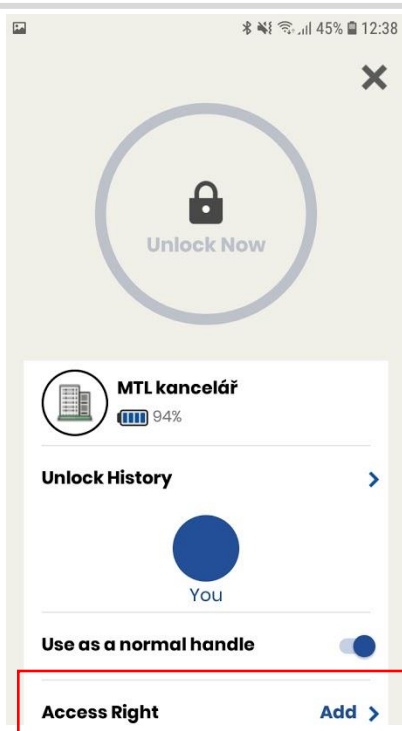 45% 12:38
Unlock Now
MTL kancelář
94%
Unlock History
You
Use as a normal handle
Access Right Add